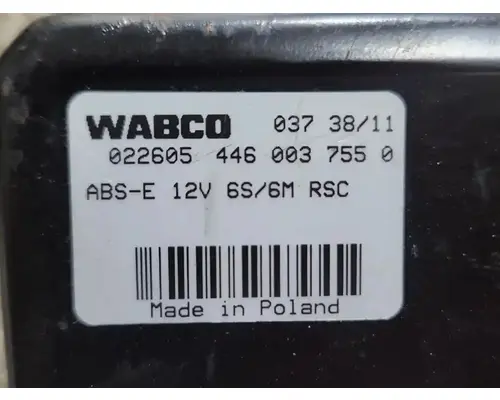 WABCO 037 38/11
022605 446 003 755 0
ABS-E 12V 6S/6M RSC
Made in Poland